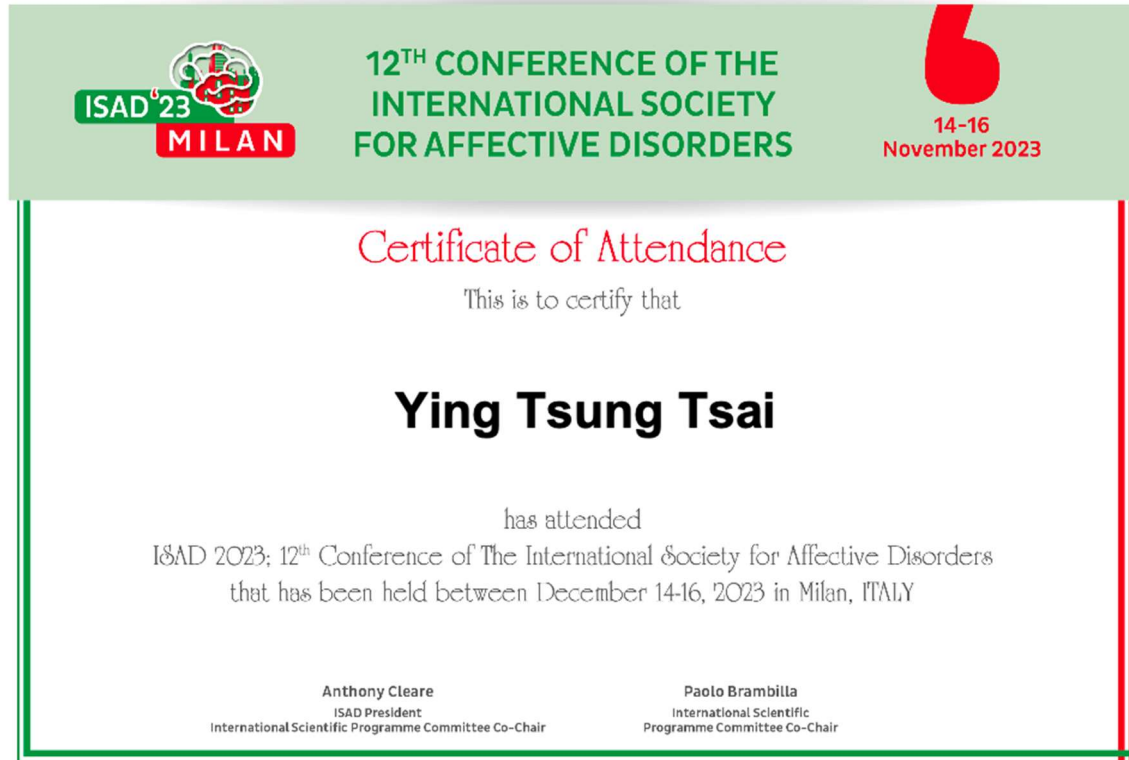 ISAD'23
MILAN
12TH CONFERENCE OF THE
INTERNATIONAL SOCIETY
FOR AFFECTIVE DISORDERS
14-16
November 2023
Certificate of Attendance
This is to certify that
Ying Tsung Tsai
has attended
ISAD 2023; 12th Conference of The International Society for Affective Disorders
that has been held between December 14-16, 2023 in Milan, ITALY
Anthony Cleare
ISAD President
International Scientific Programme Committee Co-Chair
Paolo Brambilla
International Scientific
Programme Committee Co-Chair